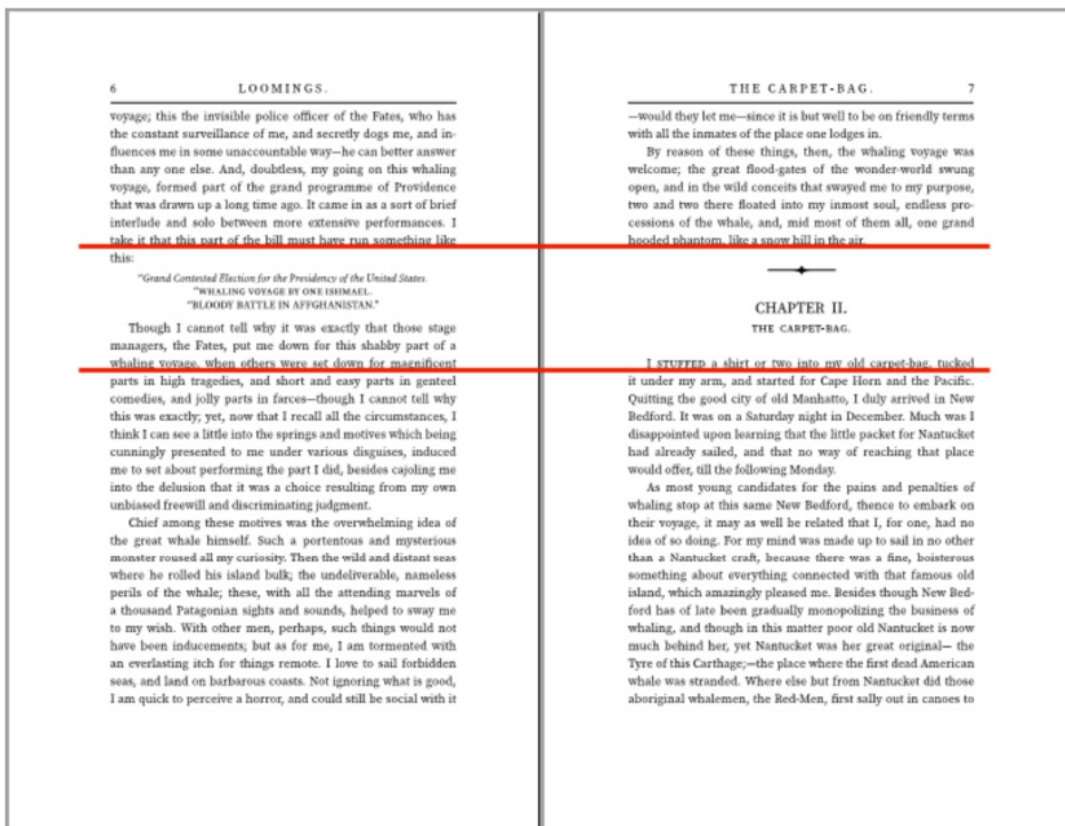 6 LOOMINGS.
voyage; this the invisible police officer of the Fates, who has
the constant surveillance of me, and secretly dogs me, and in-
fluences me in some unaccountable way—he can better answer
than any one else. And, doubtless, my going on this whaling
voyage, formed part of the grand programme of Providence
that was drawn up a long time ago. It came in as a sort of brief
interlude and solo between more extensive performances. I
take it that this part of the bill must have run something like
this:
“Grand Contested Election for the Presidency of the United States.
“WHALING VOYAGE BY ONE ISHMAEL.
“BLOODY BATTLE IN AFFGHANISTAN.”
Though I cannot tell why it was exactly that those stage
managers, the Fates, put me down for this shabby part of a
whaling voyage, when others were set down for magnificent
parts in high tragedies, and short and easy parts in genteel
comedies, and jolly parts in farces—though I cannot tell why
this was exactly; yet, now that I recall all the circumstances, I
think I can see a little into the springs and motives which being
cunningly presented to me under various disguises, induced
me to set about performing the part I did, besides cajoling me
into the delusion that it was a choice resulting from my own
unbiased freewill and discriminating judgment.
Chief among these motives was the overwhelming idea of
the great whale himself. Such a portentous and mysterious
monster roused all my curiosity. Then the wild and distant seas
where he rolled his island bulk; the undeliverable, nameless
perils of the whale; these, with all the attending marvels of
a thousand Patagonian sights and sounds, helped to sway me
to my wish. With other men, perhaps, such things would not
have been inducements; but as for me, I am tormented with
an everlasting itch for things remote. I love to sail forbidden
seas, and land on barbarous coasts. Not ignoring what is good,
I am quick to perceive a horror, and could still be social with it
THE CARPET-BAG. 7
—would they let me—since it is but well to be on friendly terms
with all the inmates of the place one lodges in.
By reason of these things, then, the whaling voyage was
welcome; the great flood-gates of the wonder-world swung
open, and in the wild conceits that swayed me to my purpose,
two and two there floated into my inmost soul, endless pro-
cessions of the whale, and, mid most of them all, one grand
hooded phantom, like a snow hill in the air.
CHAPTER II.
THE CARPET-BAG.
I STUFFED a shirt or two into my old carpet-bag, tucked
it under my arm, and started for Cape Horn and the Pacific.
Quitting the good city of old Manhatto, I duly arrived in New
Bedford. It was on a Saturday night in December. Much was I
disappointed upon learning that the little packet for Nantucket
had already sailed, and that no way of reaching that place
would offer, till the following Monday.
As most young candidates for the pains and penalties of
whaling stop at this same New Bedford, thence to embark on
their voyage, it may as well be related that I, for one, had no
idea of so doing. For my mind was made up to sail in no other
than a Nantucket craft, because there was a fine, boisterous
something about everything connected with that famous old
island, which amazingly pleased me. Besides though New Bed-
ford has of late been gradually monopolizing the business of
whaling, and though in this matter poor old Nantucket is now
much behind her, yet Nantucket was her great original— the
Tyre of this Carthage;—the place where the first dead American
whale was stranded. Where else but from Nantucket did those
aboriginal whalemen, the Red-Men, first sally out in canoes to